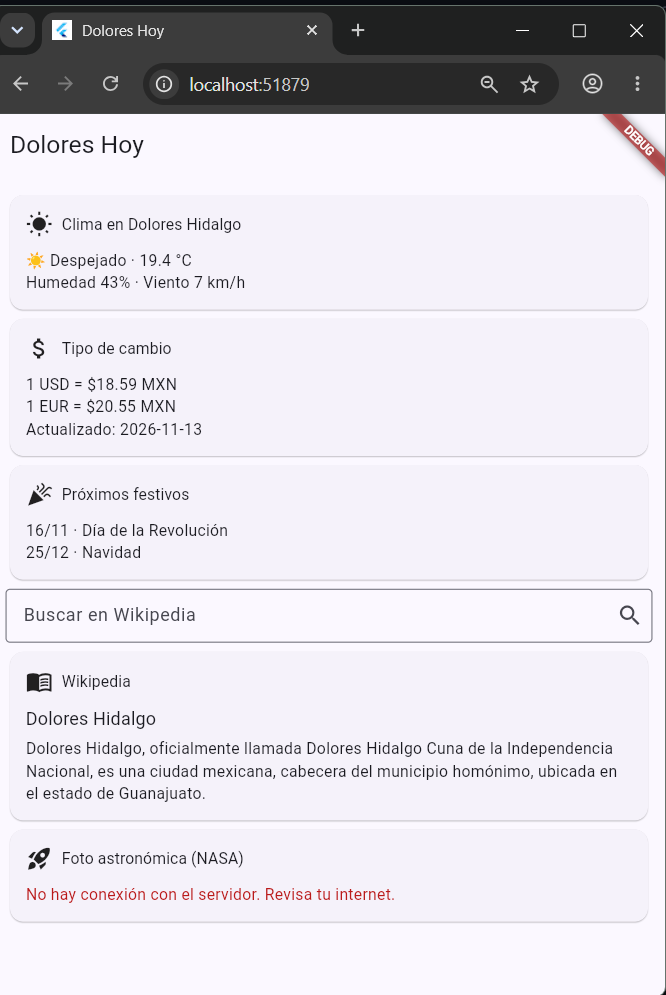 Dolores Hoy
localhost:51879
DEBUG
Dolores Hoy
Clima en Dolores Hidalgo
☀️ Despejado · 19.4 °C
Humedad 43% · Viento 7 km/h
Tipo de cambio
1 USD = $18.59 MXN
1 EUR = $20.55 MXN
Actualizado: 2026-11-13
Próximos festivos
16/11 · Día de la Revolución
25/12 · Navidad
Buscar en Wikipedia
Wikipedia
Dolores Hidalgo
Dolores Hidalgo, oficialmente llamada Dolores Hidalgo Cuna de la Independencia
Nacional, es una ciudad mexicana, cabecera del municipio homónimo, ubicada en
el estado de Guanajuato.
Foto astronómica (NASA)
No hay conexión con el servidor. Revisa tu internet.